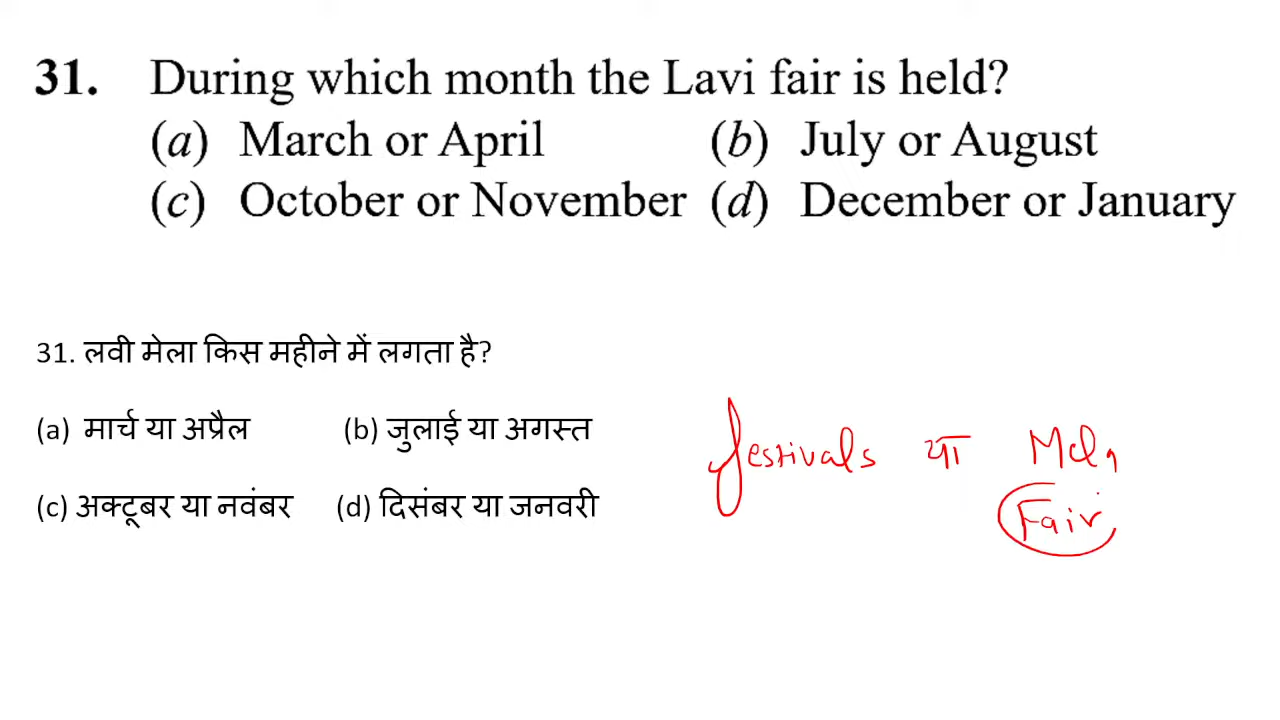 31. During which month the Lavi fair is held?
(a) March or April (b) July or August
(c) October or November (d) December or January
31. लवी मेला किस महीने में लगता है?
(a) मार्च या अप्रैल (b) जुलाई या अगस्त
(c) अक्टूबर या नवंबर (d) दिसंबर या जनवरी
festivals या Mela
Fair